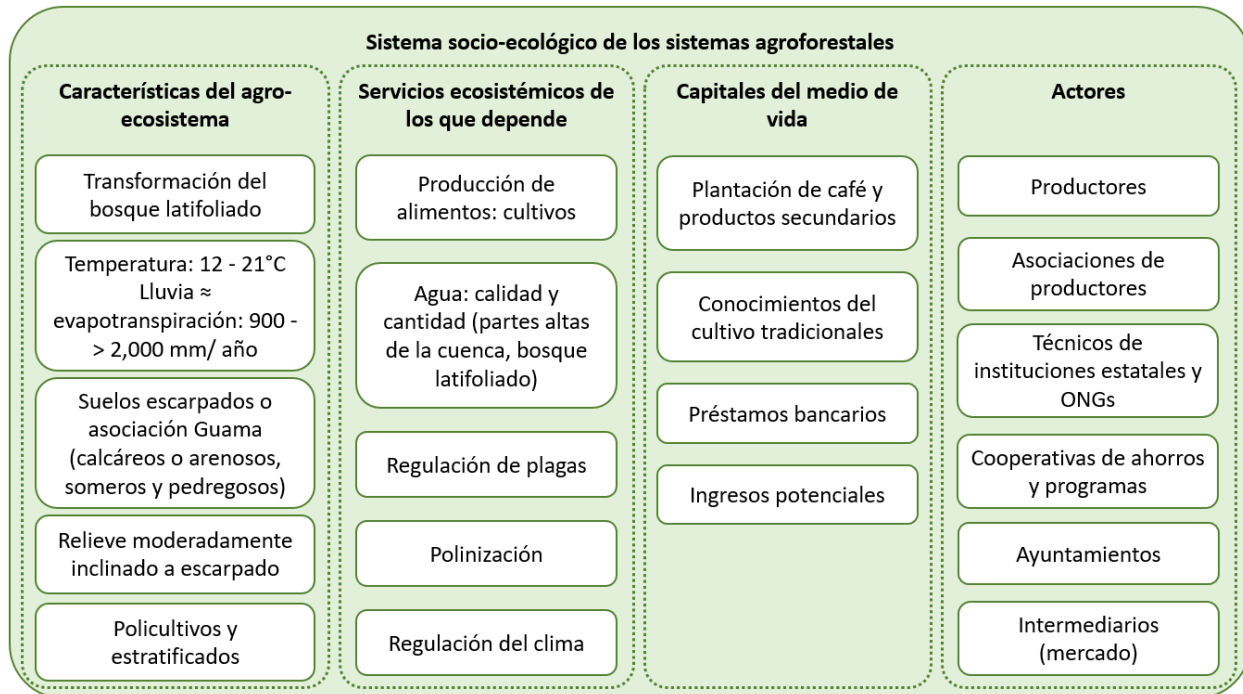 Sistema socio-ecológico de los sistemas agroforestales
Características del agro-
ecosistema
Transformación del
bosque latifoliado
Temperatura: 12 - 21°C
Lluvia ≈
evapotranspiración: 900 -
> 2,000 mm/ año
Suelos escarpados o
asociación Guama
(calcáreos o arenosos,
someros y pedregosos)
Relieve moderadamente
inclinado a escarpado
Policultivos y
estratificados
Servicios ecosistémicos de
los que depende
Producción de
alimentos: cultivos
Agua: calidad y
cantidad (partes altas
de la cuenca, bosque
latifoliado)
Regulación de plagas
Polinización
Regulación del clima
Capitales del medio de
vida
Plantación de café y
productos secundarios
Conocimientos del
cultivo tradicionales
Préstamos bancarios
Ingresos potenciales
Actores
Productores
Asociaciones de
productores
Técnicos de
instituciones estatales y
ONGs
Cooperativas de ahorros
y programas
Ayuntamientos
Intermediarios
(mercado)